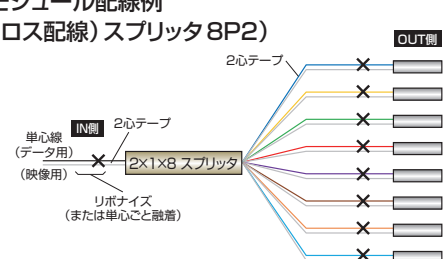 ジュール配線例
ロス配線）スプリッタ8P2）
OUT側
2心テープ
IN側
2心テープ
単心線
（データ用）
（映像用）
2×1×8 スプリッタ
リボナイズ
（または単心ごと融着）